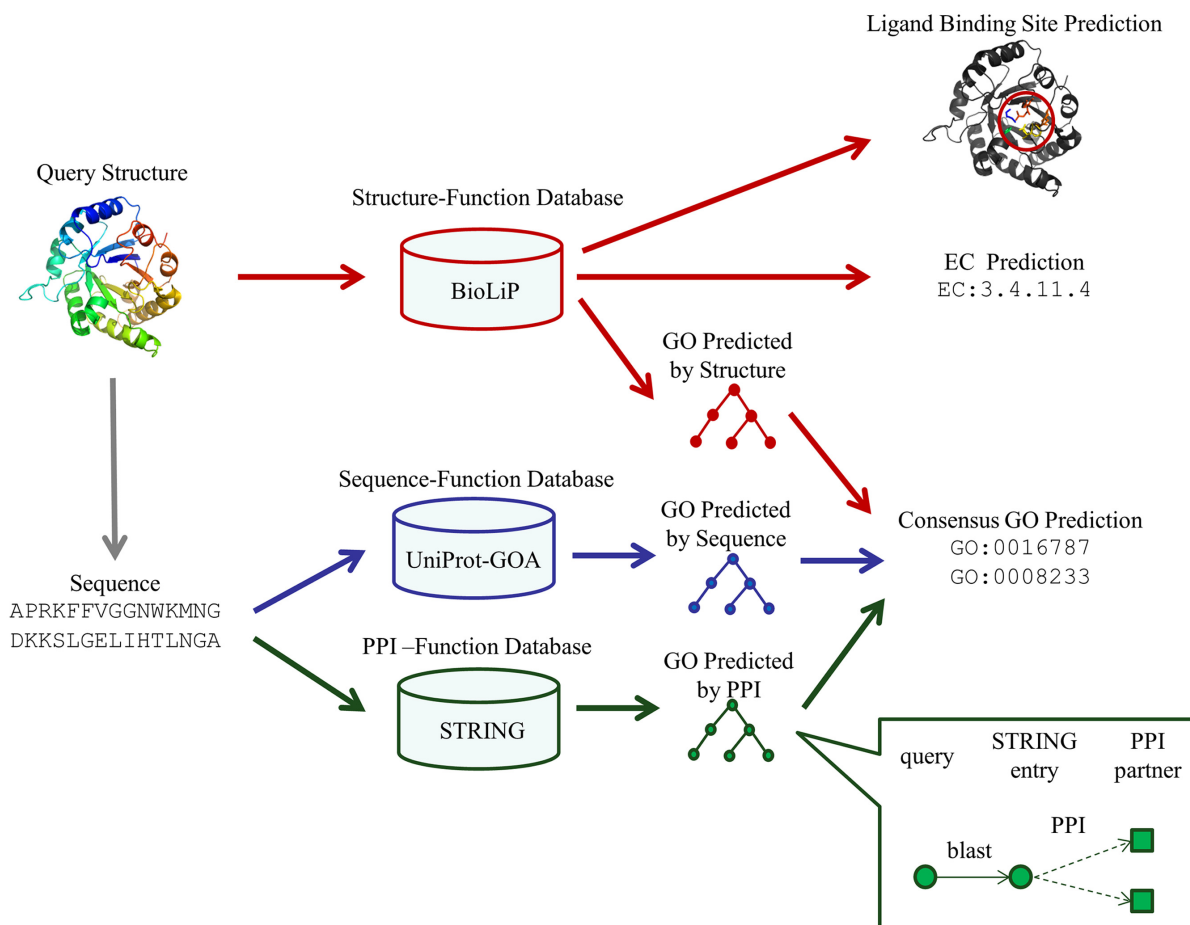 Ligand Binding Site Prediction
Query Structure
Structure-Function Database
BioLiP
EC Prediction
EC:3.4.11.4
GO Predicted
by Structure
Sequence-Function Database
UniProt-GOA
GO Predicted
by Sequence
Consensus GO Prediction
GO:0016787
GO:0008233
Sequence
APRKFFVGGNWKMNG
DKKSLGELIHTLNGA
PPI –Function Database
STRING
GO Predicted
by PPI
query
STRING
entry
PPI
partner
PPI
blast